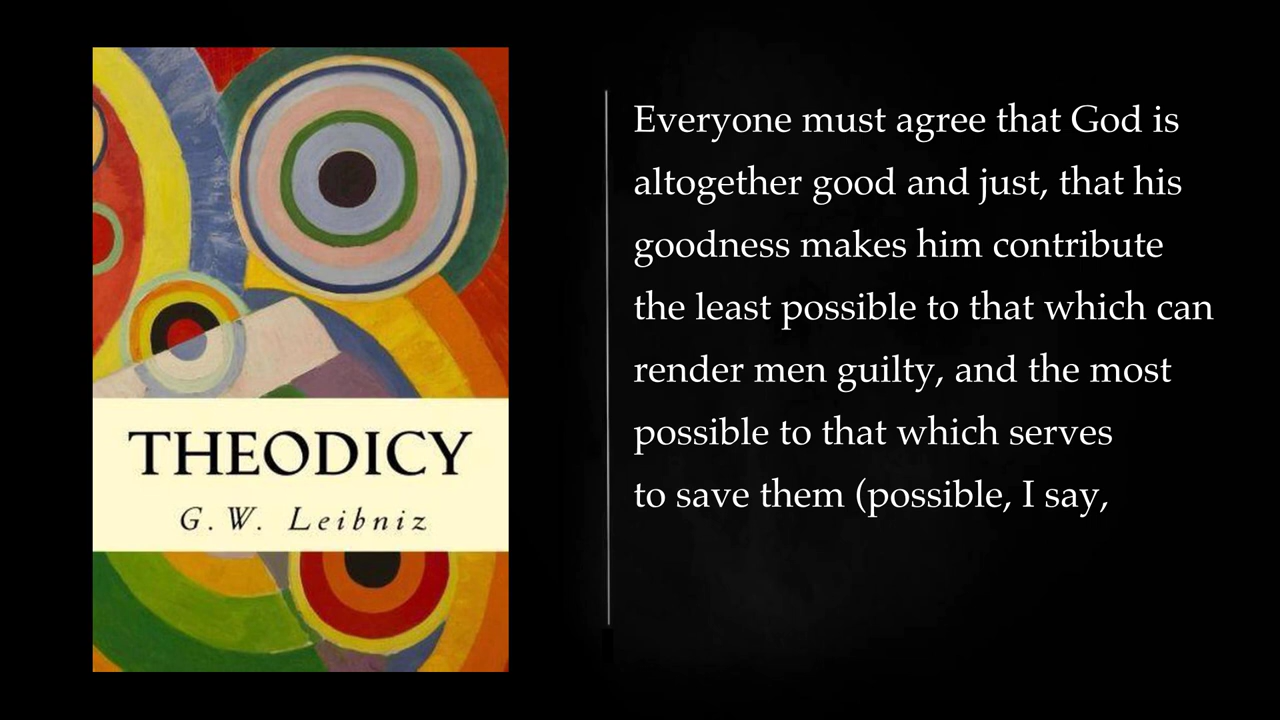 THEODICY
G.W. Leibniz
Everyone must agree that God is
altogether good and just, that his
goodness makes him contribute
the least possible to that which can
render men guilty, and the most
possible to that which serves
to save them (possible, I say,